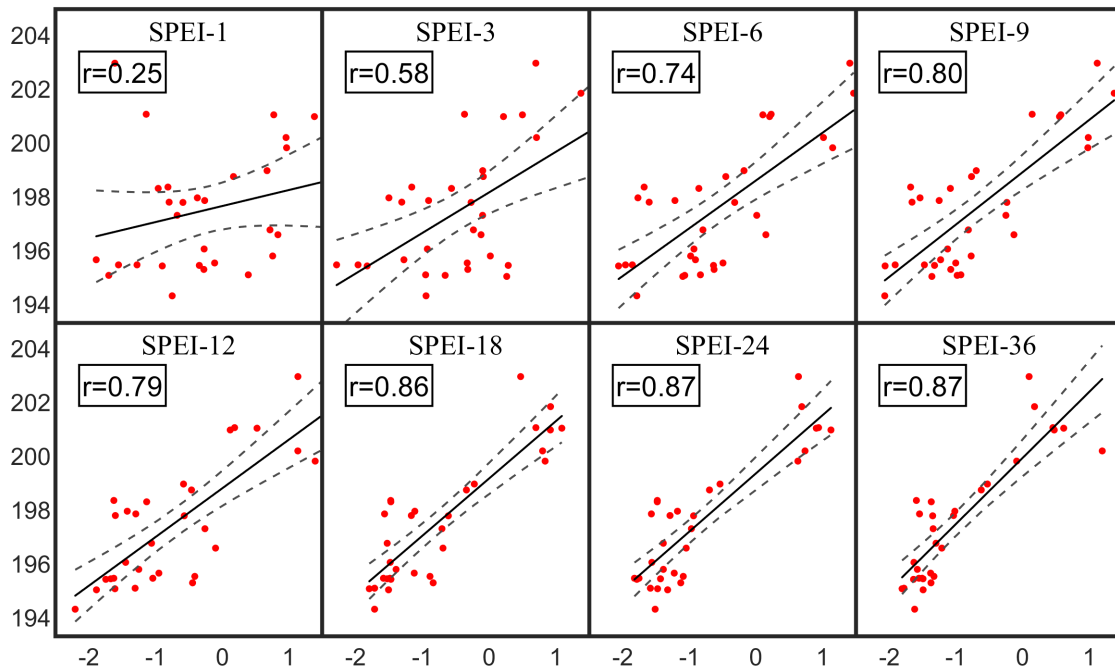 SPEI-1
SPEI-3
SPEI-6
SPEI-9
r=0.25
r=0.58
r=0.74
r=0.80
204
202
200
198
196
194
SPEI-12
SPEI-18
SPEI-24
SPEI-36
r=0.79
r=0.86
r=0.87
r=0.87
204
202
200
198
196
194
-2 -1 0 1 -2 -1 0 1 -2 -1 0 1 -2 -1 0 1